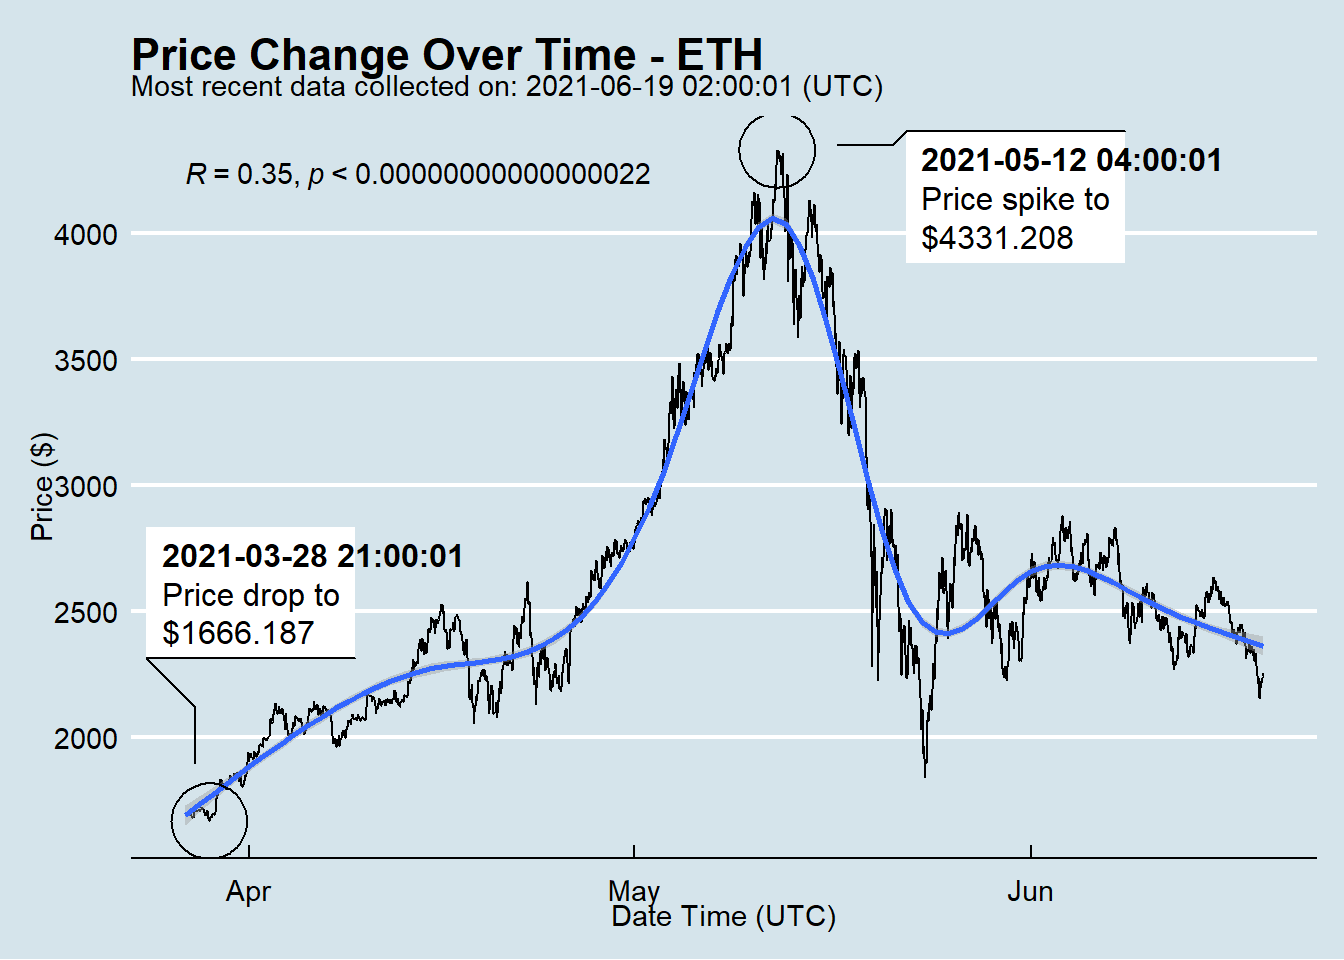 Price Change Over Time - ETH
Most recent data collected on: 2021-06-19 02:00:01 (UTC)
R = 0.35, p < 0.00000000000000022
2021-05-12 04:00:01
Price spike to
$4331.208
4000
3500
3000
2500
2000
Price ($)
2021-03-28 21:00:01
Price drop to
$1666.187
Apr
May
Jun
Date Time (UTC)